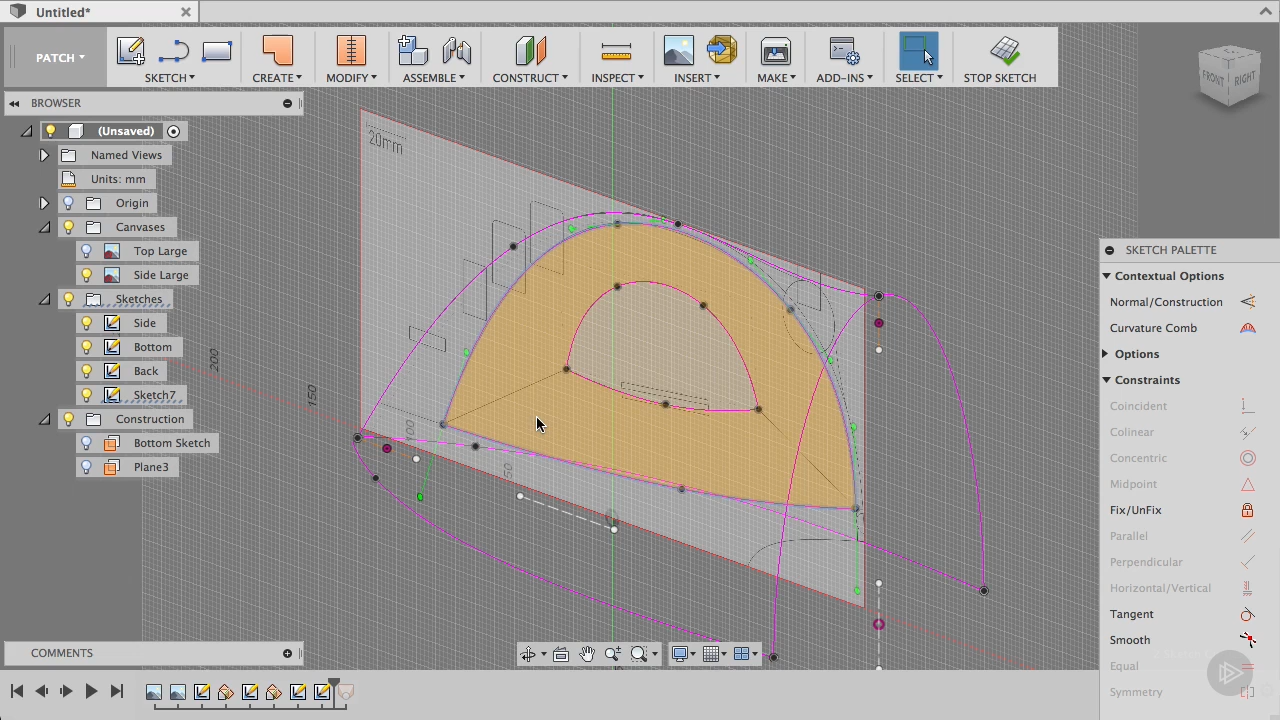 Untitled*
PATCH
SKETCH
CREATE
MODIFY
ASSEMBLE
CONSTRUCT
INSPECT
INSERT
MAKE
ADD-INS
SELECT
STOP SKETCH
FRONT
RIGHT
BROWSER
(Unsaved)
Named Views
Units: mm
Origin
Canvases
Top Large
Side Large
Sketches
Side
Bottom
Back
Sketch7
Construction
Bottom Sketch
Plane3
20mm
200
150
100
50
SKETCH PALETTE
Contextual Options
Normal/Construction
Curvature Comb
Options
Constraints
Coincident
Colinear
Concentric
Midpoint
Fix/UnFix
Parallel
Perpendicular
Horizontal/Vertical
Tangent
Smooth
Equal
Symmetry
COMMENTS